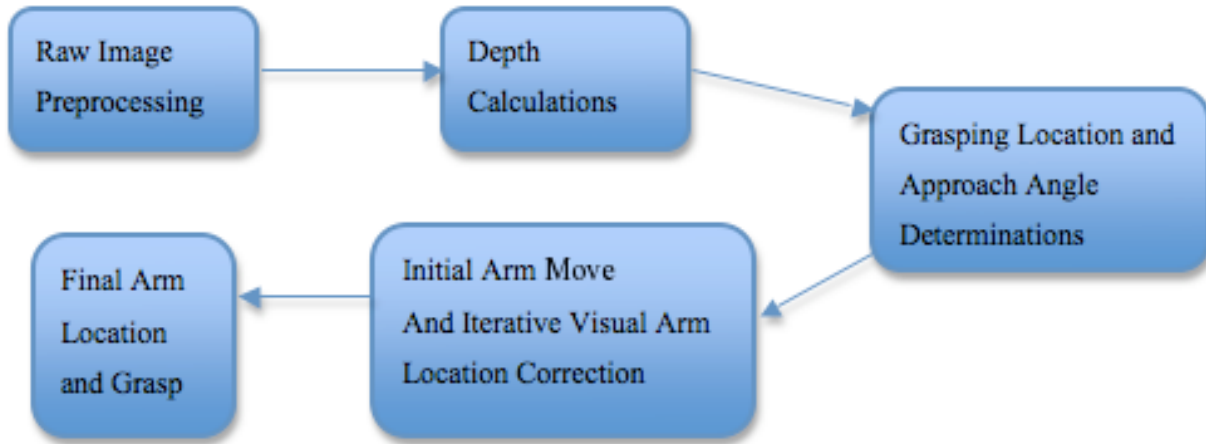 Raw Image
Preprocessing
Depth
Calculations
Grasping Location and
Approach Angle
Determinations
Initial Arm Move
And Iterative Visual Arm
Location Correction
Final Arm
Location
and Grasp